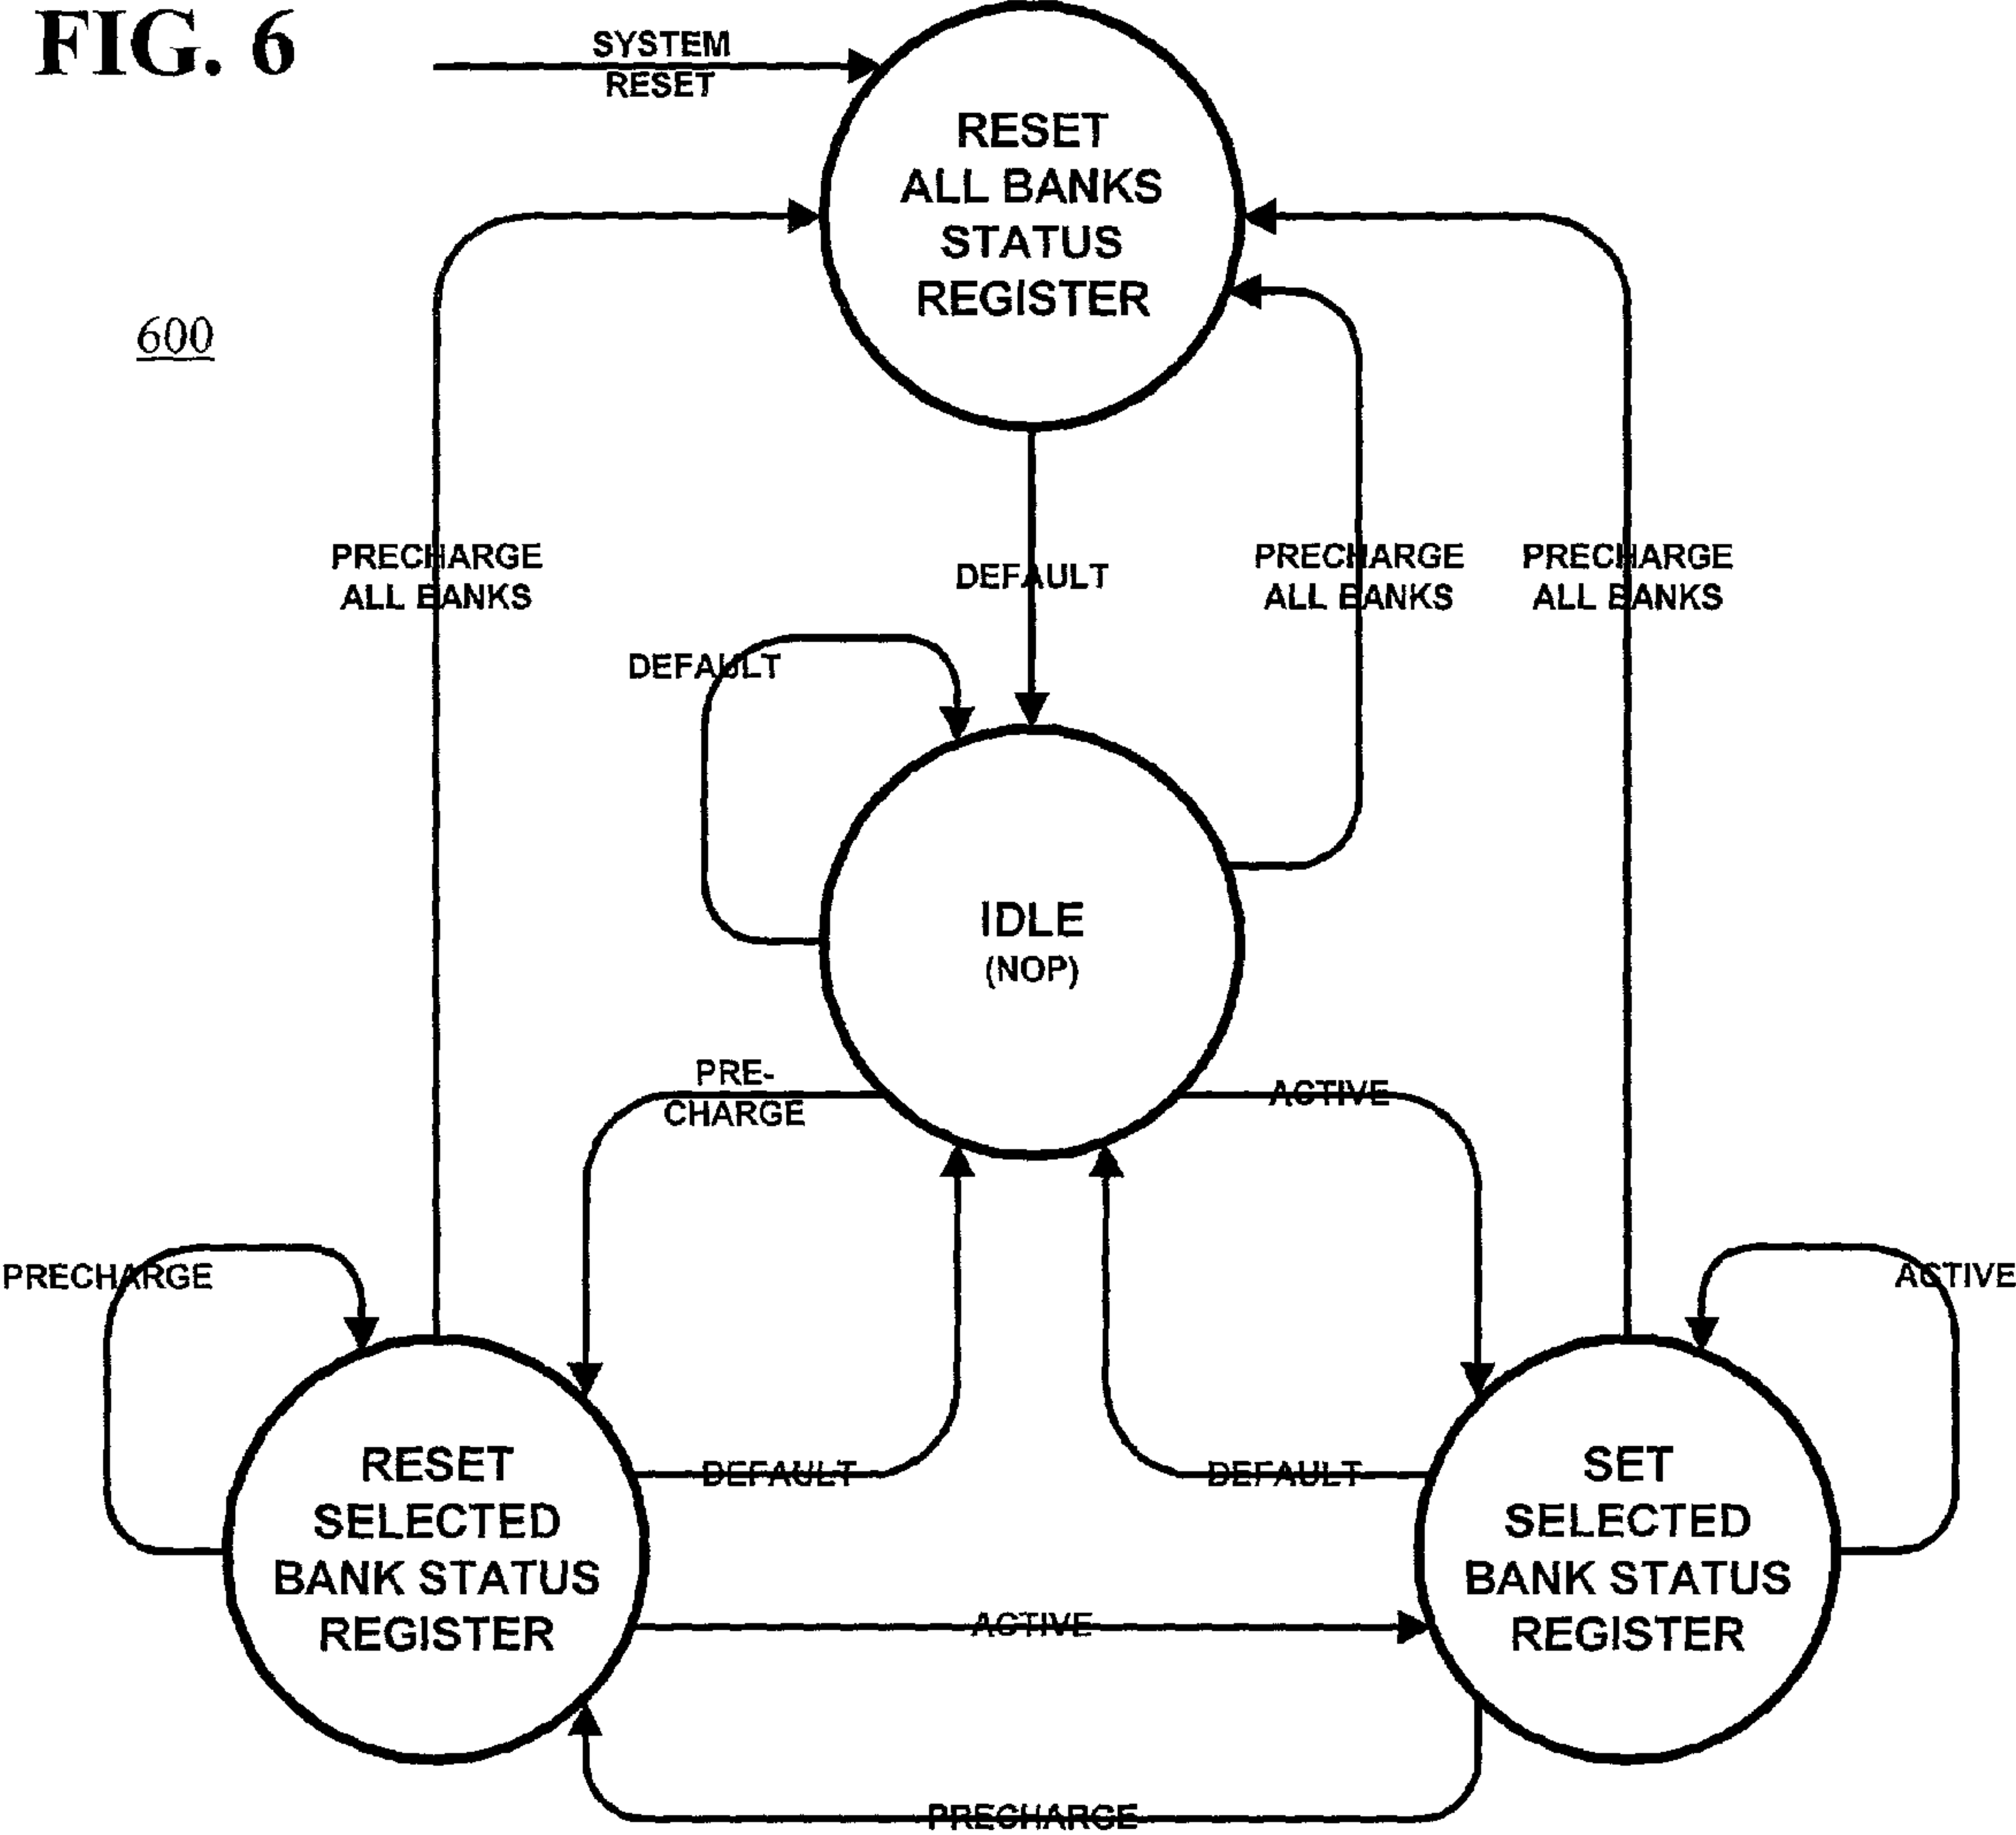 FIG. 6
SYSTEM
RESET
RESET
ALL BANKS
STATUS
REGISTER
600
PRECHARGE
ALL BANKS
DEFAULT
PRECHARGE
ALL BANKS
PRECHARGE
ALL BANKS
DEFAULT
IDLE
(NOP)
PRE-
CHARGE
ACTIVE
PRECHARGE
ACTIVE
RESET
SELECTED
BANK STATUS
REGISTER
DEFAULT
DEFAULT
SET
SELECTED
BANK STATUS
REGISTER
ACTIVE
PRECHARGE